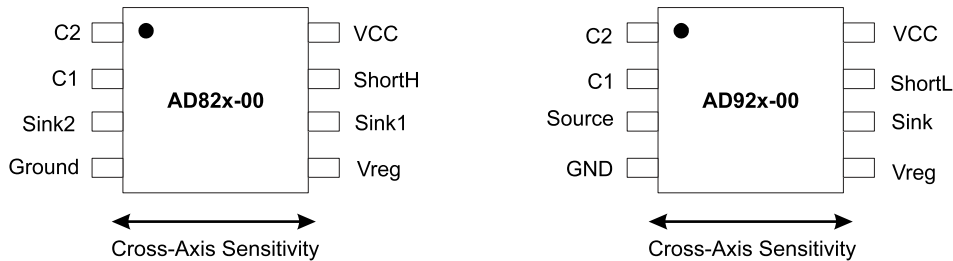 C2
VCC
C1
ShortH
AD82x-00
Sink2
Sink1
Ground
Vreg
Cross-Axis Sensitivity
C2
VCC
C1
ShortL
AD92x-00
Source
Sink
GND
Vreg
Cross-Axis Sensitivity